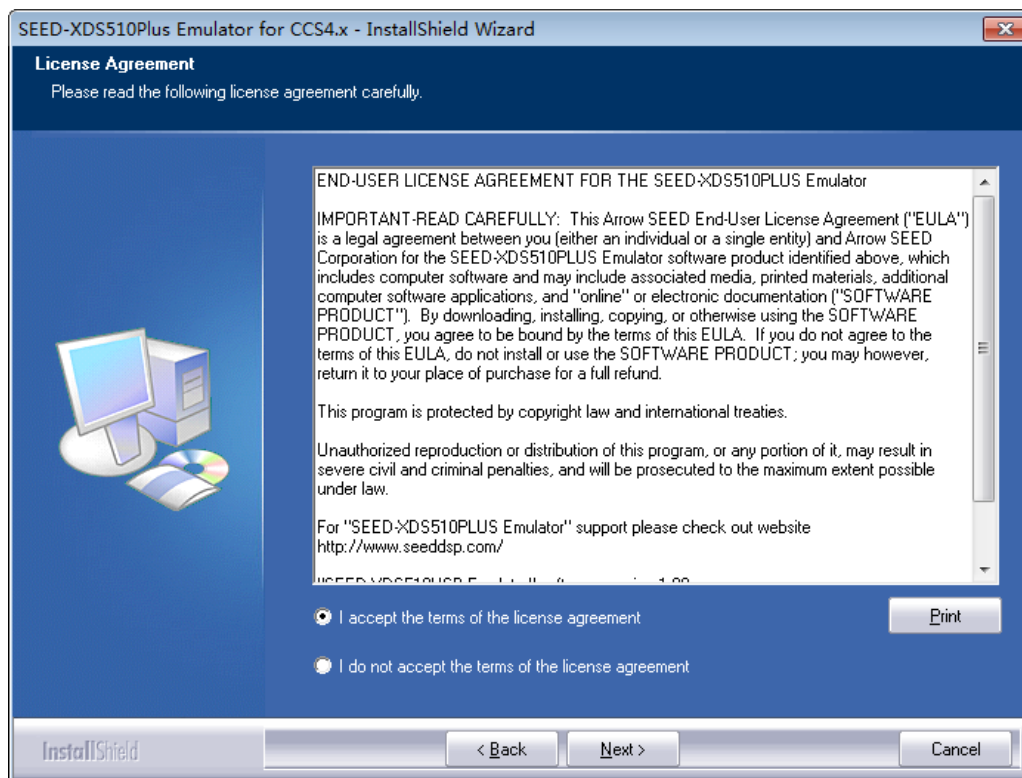 SEED-XDS510Plus Emulator for CCS4.x - InstallShield Wizard
License Agreement
Please read the following license agreement carefully.
END-USER LICENSE AGREEMENT FOR THE SEED-XDS510PLUS Emulator
IMPORTANT-READ CAREFULLY:  This Arrow SEED End-User License Agreement ("EULA")
is a legal agreement between you (either an individual or a single entity) and Arrow SEED
Corporation for the SEED-XDS510PLUS Emulator software product identified above, which
includes computer software and may include associated media, printed materials, additional
computer software applications, and "online" or electronic documentation ("SOFTWARE
PRODUCT").  By downloading, installing, copying, or otherwise using the SOFTWARE
PRODUCT, you agree to be bound by the terms of this EULA.  If you do not agree to the
terms of this EULA, do not install or use the SOFTWARE PRODUCT; you may however,
return it to your place of purchase for a full refund.
This program is protected by copyright law and international treaties.
Unauthorized reproduction or distribution of this program, or any portion of it, may result in
severe civil and criminal penalties, and will be prosecuted to the maximum extent possible
under law.
For "SEED-XDS510PLUS Emulator" support please check out website
http://www.seeddsp.com/
I accept the terms of the license agreement
Print
I do not accept the terms of the license agreement
InstallShield
< Back
Next >
Cancel